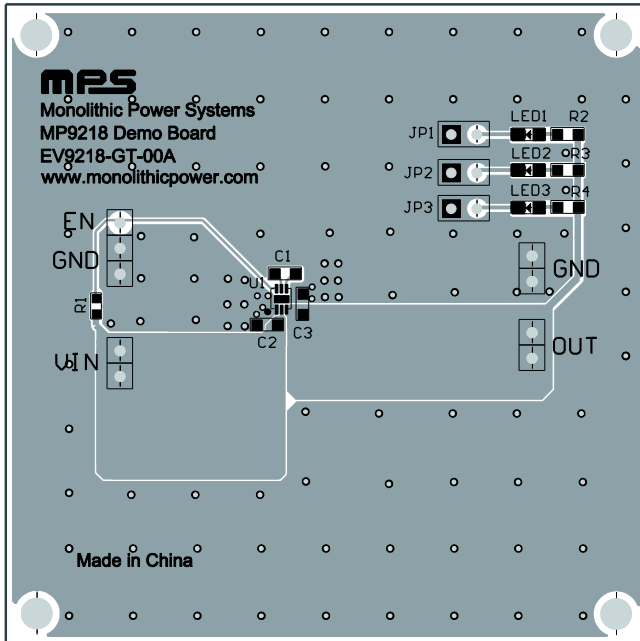 mps
Monolithic Power Systems
MP9218 Demo Board
EV9218-GT-00A
www.monolithicpower.com
LED1 R2
JP1
LED2
R3
JP2
LED3
R4
JP3
EN
GND
C1
U1
GND
R1
C2
C3
VIN
OUT
Made in China